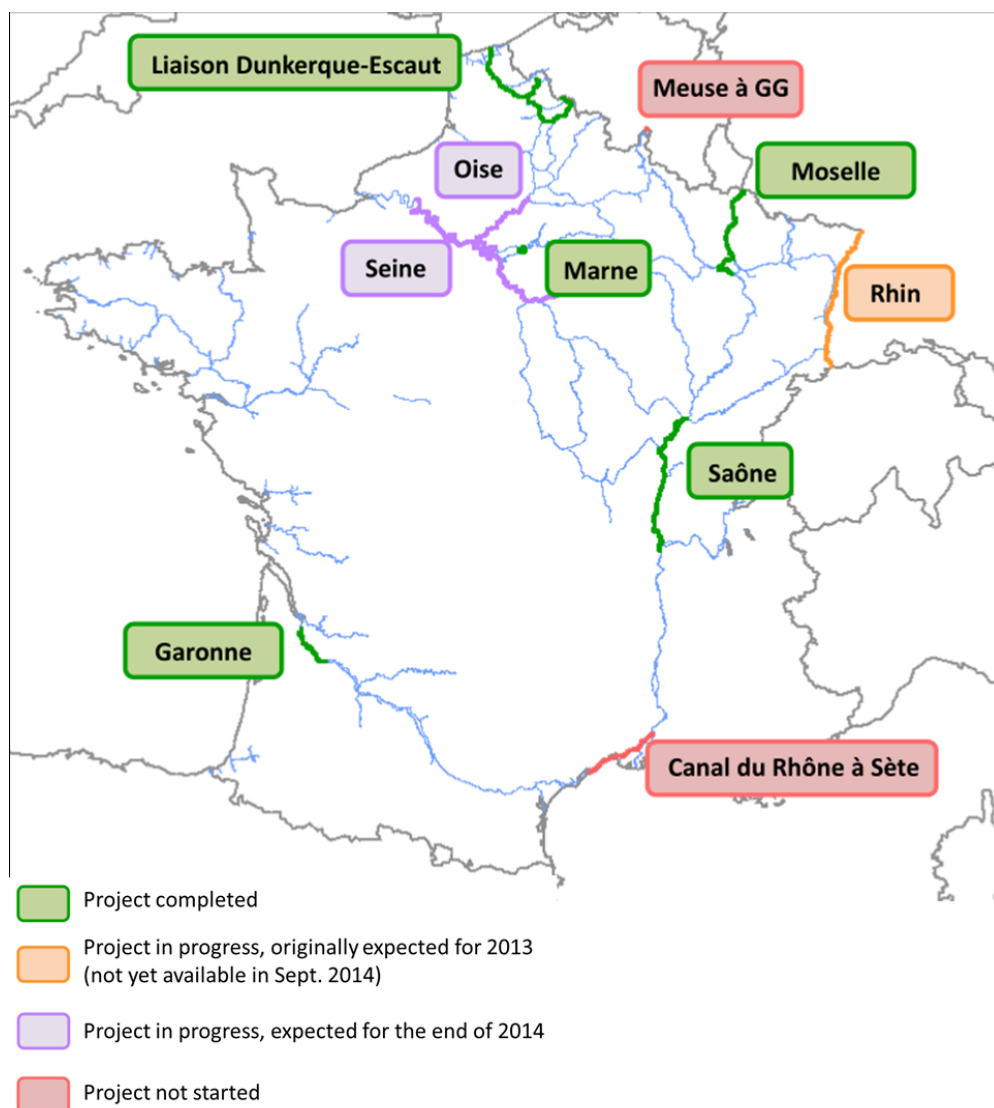 Liaison Dunkerque-Escaut
Meuse à GG
Oise
Moselle
Seine
Marne
Rhin
Saône
Garonne
Canal du Rhône à Sète
Project completed
Project in progress, originally expected for 2013
(not yet available in Sept. 2014)
Project in progress, expected for the end of 2014
Project not started